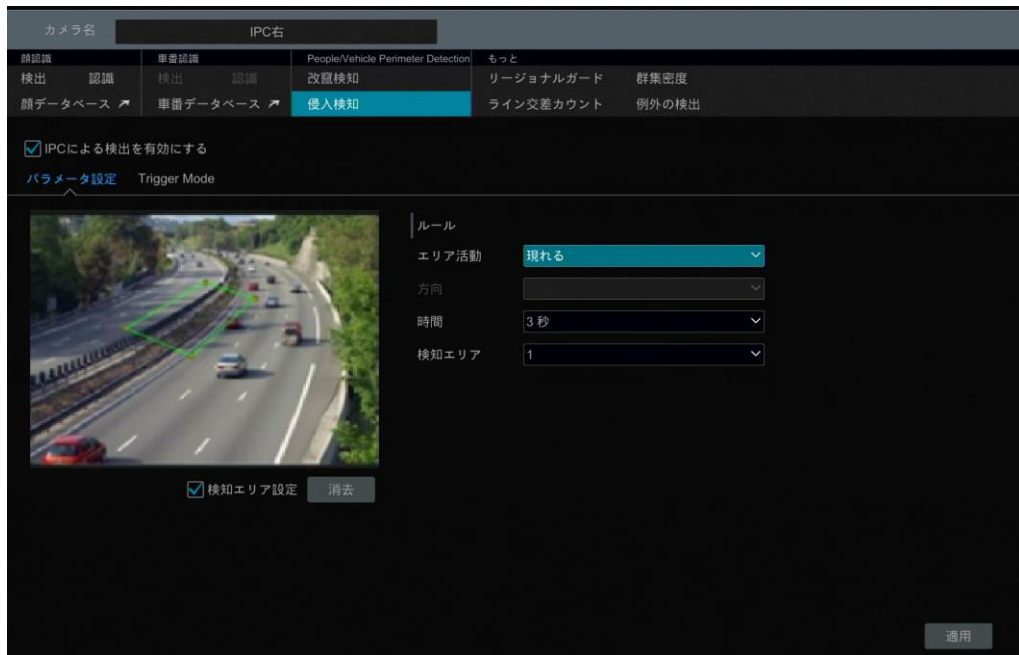 カメラ名 IPC右
顔認識 車番認識 People/Vehicle Perimeter Detection もっと
検出 認識 検出 認識 改竄検知 リージョナルガード 群集密度
顔データベース 車番データベース 侵入検知 ライン交差カウント 例外の検出
IPCによる検出を有効にする
パラメータ設定 Trigger Mode
ルール
エリア活動 現れる
方向
時間 3 秒
検知エリア 1
検知エリア設定 消去
適用